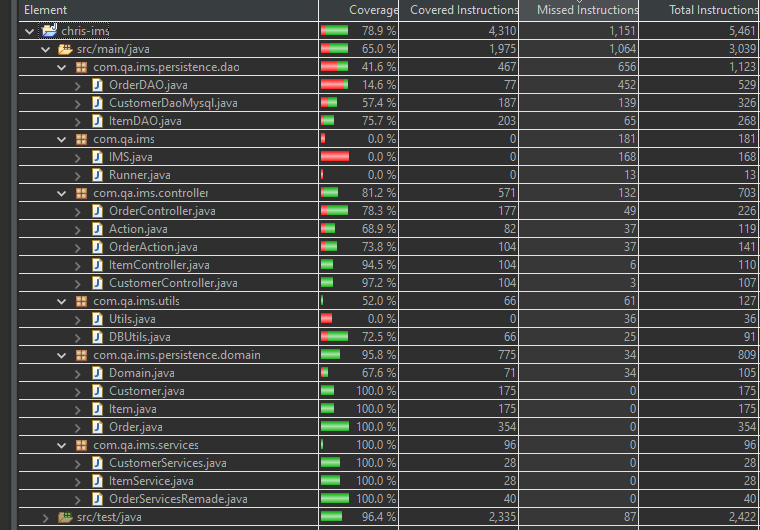 Element Coverage Covered Instructions Missed Instructions Total Instructions
chris-ims 78.9 % 4,310 1,151 5,461
src/main/java 65.0 % 1,975 1,064 3,039
com.qa.ims.persistence.dao 41.6 % 467 656 1,123
OrderDAO.java 14.6 % 77 452 529
CustomerDaoMysql.java 57.4 % 187 139 326
ItemDAO.java 75.7 % 203 65 268
com.qa.ims 0.0 % 0 181 181
IMS.java 0.0 % 0 168 168
Runner.java 0.0 % 0 13 13
com.qa.ims.controller 81.2 % 571 132 703
OrderController.java 78.3 % 177 49 226
Action.java 68.9 % 82 37 119
OrderAction.java 73.8 % 104 37 141
ItemController.java 94.5 % 104 6 110
CustomerController.java 97.2 % 104 3 107
com.qa.ims.utils 52.0 % 66 61 127
Utils.java 0.0 % 0 36 36
DBUtils.java 72.5 % 66 25 91
com.qa.ims.persistence.domain 95.8 % 775 34 809
Domain.java 67.6 % 71 34 105
Customer.java 100.0 % 175 0 175
Item.java 100.0 % 175 0 175
Order.java 100.0 % 354 0 354
com.qa.ims.services 100.0 % 96 0 96
CustomerServices.java 100.0 % 28 0 28
ItemService.java 100.0 % 28 0 28
OrderServicesRemade.java 100.0 % 40 0 40
src/test/java 96.4 % 2,335 87 2,422